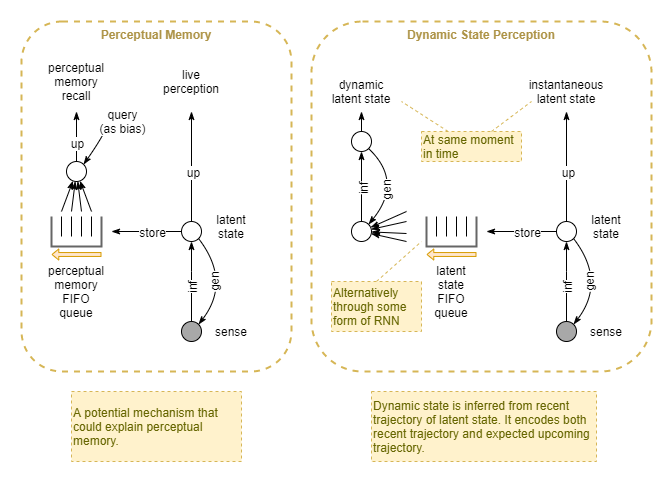 Perceptual Memory
perceptual
memory
recall
live
perception
query
(as bias)
up
up
store
latent
state
perceptual
memory
FIFO
queue
inf
gen
sense
A potential mechanism that
could explain perceptual
memory.
Dynamic State Perception
dynamic
latent state
instantaneous
latent state
At same moment
in time
inf
gen
up
store
latent
state
Alternatively
through some
form of RNN
latent
state
FIFO
queue
inf
gen
sense
Dynamic state is inferred from recent
trajectory of latent state. It encodes both
recent trajectory and expected upcoming
trajectory.